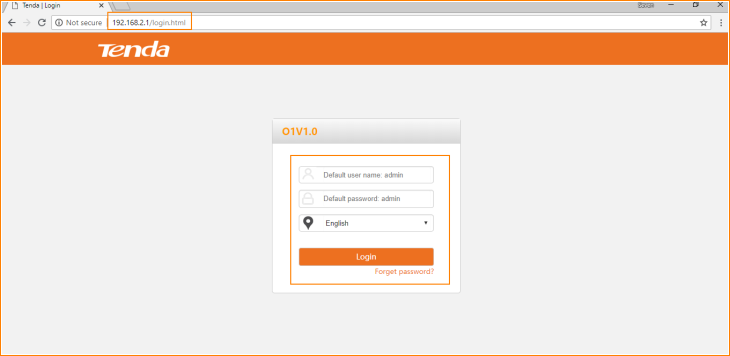 Tenda | Login
Not secure | 192.168.2.1/login.html
Tenda
O1V1.0
Default user name: admin
Default password: admin
English
Login
Forget password?